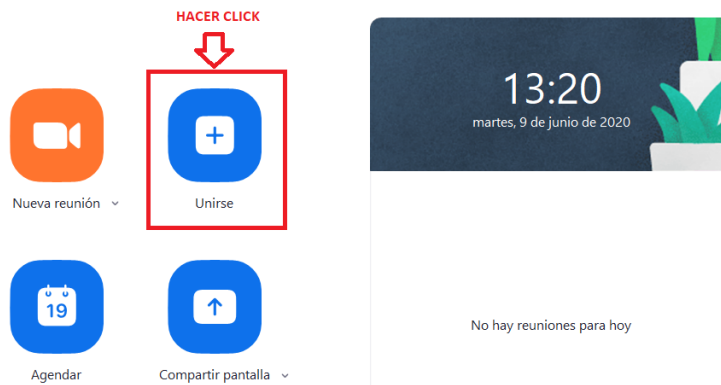 HACER CLICK
Nueva reunión
Unirse
19
Agendar
Compartir pantalla
13:20
martes, 9 de junio de 2020
No hay reuniones para hoy